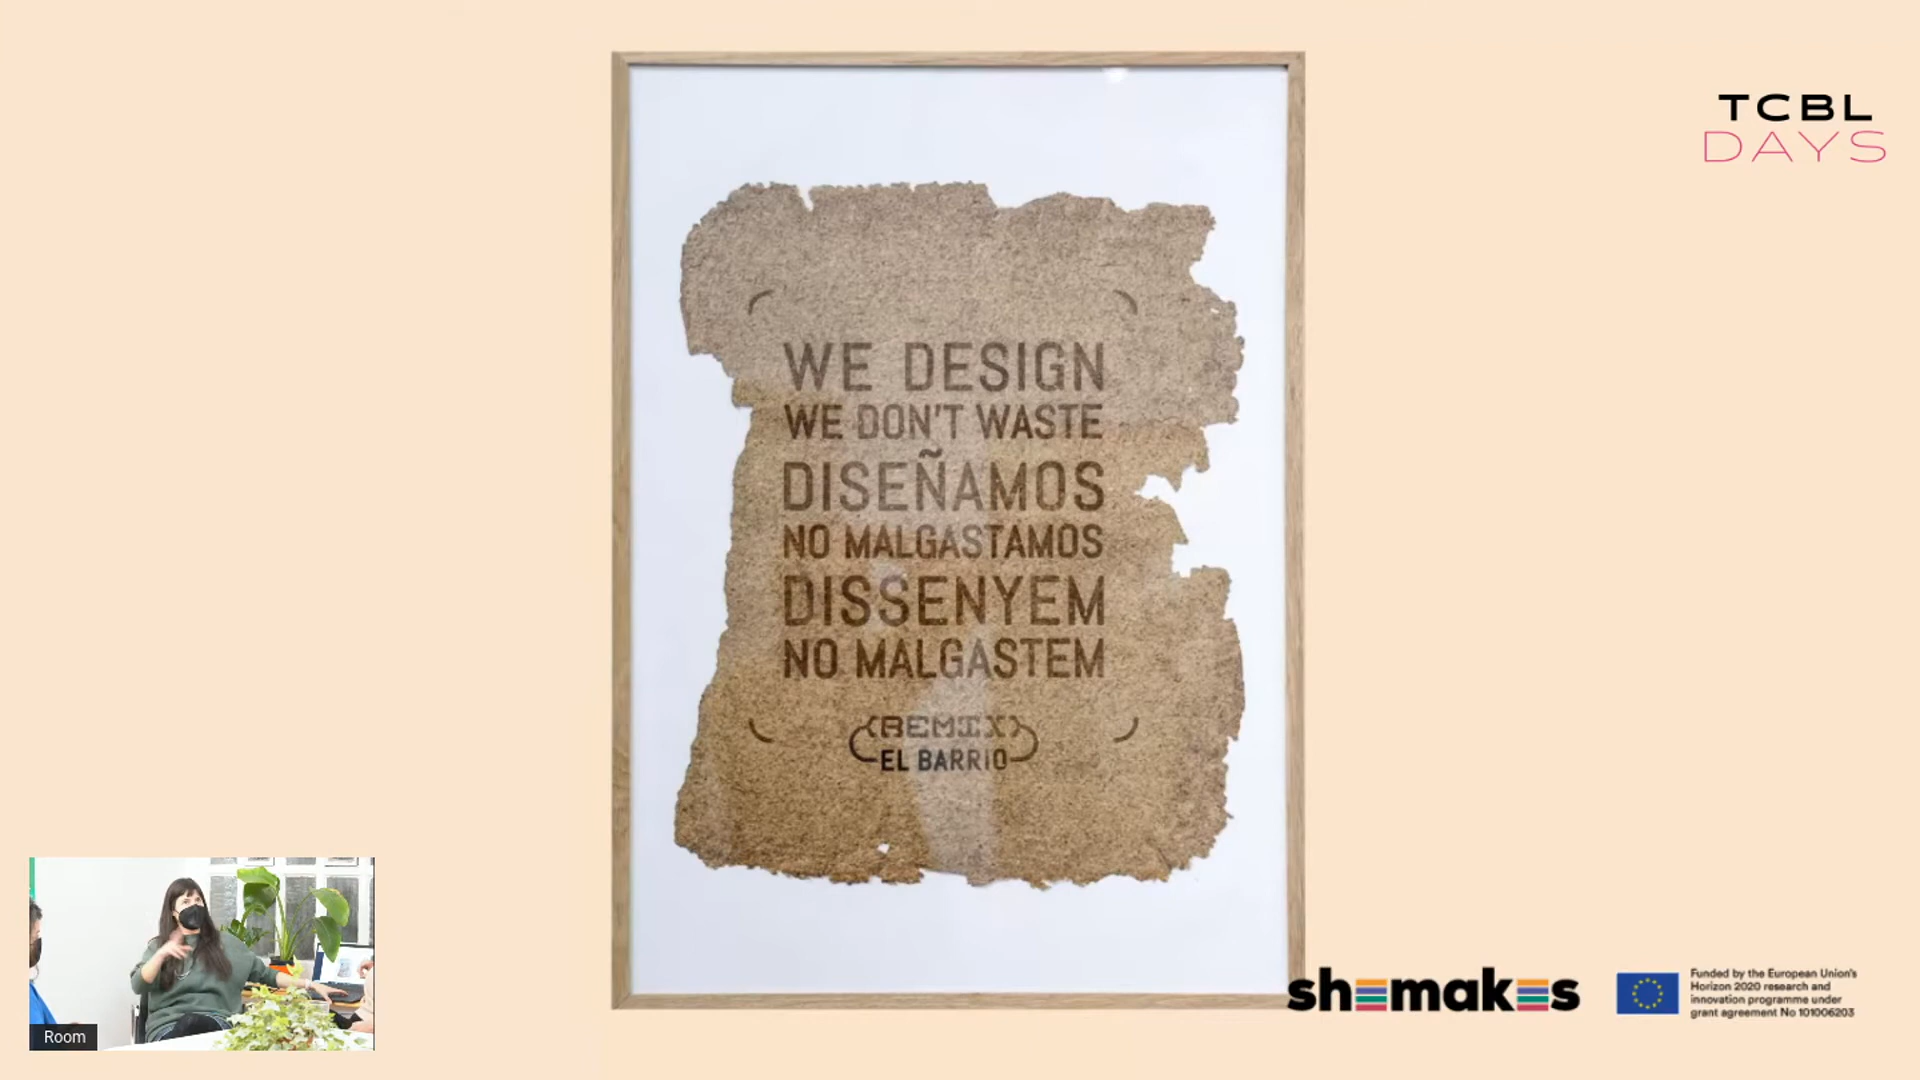 TCBL
DAYS
WE DESIGN
WE DON'T WASTE
DISEÑAMOS
NO MALGASTAMOS
DISSENYEM
NO MALGASTEM
(REMIX)
EL BARRIO
Room
shemakes
Funded by the European Union's
Horizon 2020 research and
innovation programme under
grant agreement No 101006203